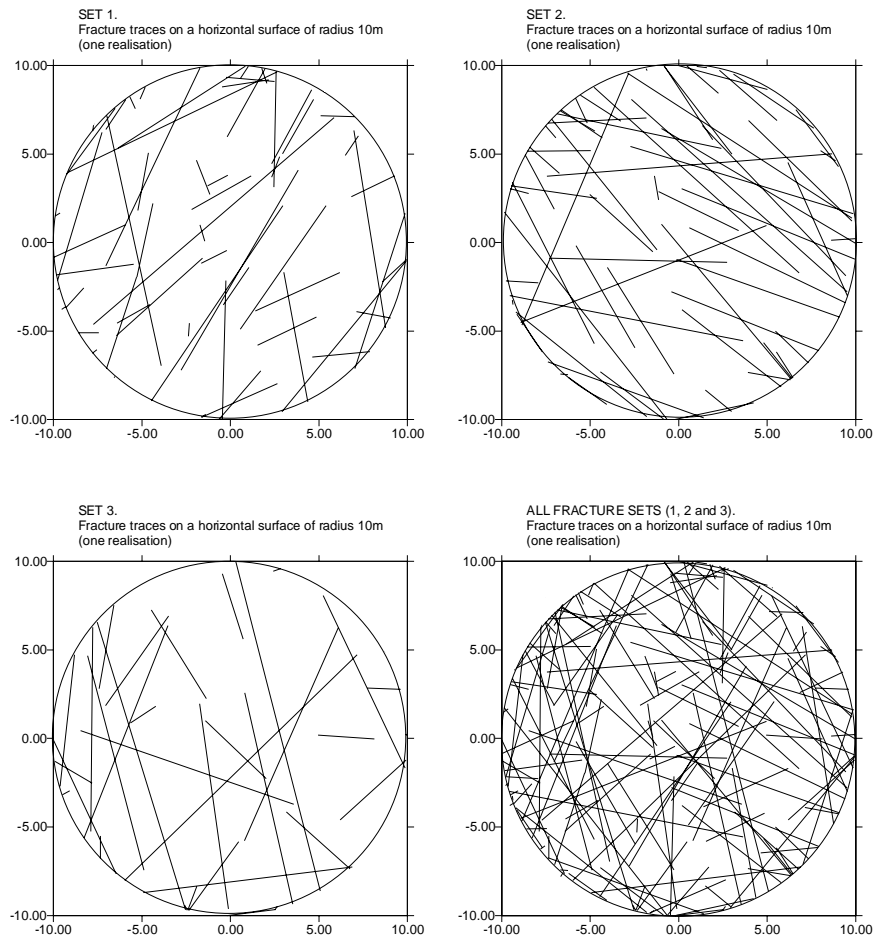 SET 1.
Fracture traces on a horizontal surface of radius 10m
(one realisation)
10.00
5.00
0.00
-5.00
-10.00
-10.00 -5.00 0.00 5.00 10.00
SET 2.
Fracture traces on a horizontal surface of radius 10m
(one realisation)
10.00
5.00
0.00
-5.00
-10.00
-10.00 -5.00 0.00 5.00 10.00
SET 3.
Fracture traces on a horizontal surface of radius 10m
(one realisation)
10.00
5.00
0.00
-5.00
-10.00
-10.00 -5.00 0.00 5.00 10.00
ALL FRACTURE SETS (1, 2 and 3).
Fracture traces on a horizontal surface of radius 10m
(one realisation)
10.00
5.00
0.00
-5.00
-10.00
-10.00 -5.00 0.00 5.00 10.00